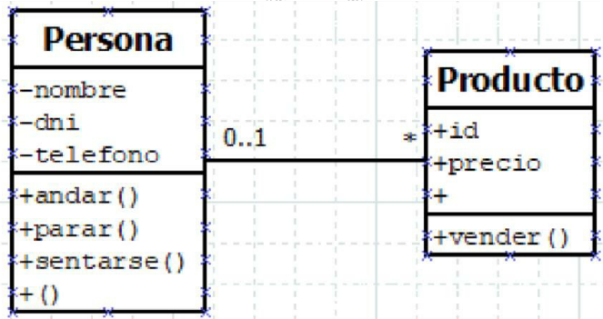 Persona
-nombre
-dni
-telefono
+andar()
+parar()
+sentarse()
+()
0..1
*
Producto
+id
+precio
+
+vender()